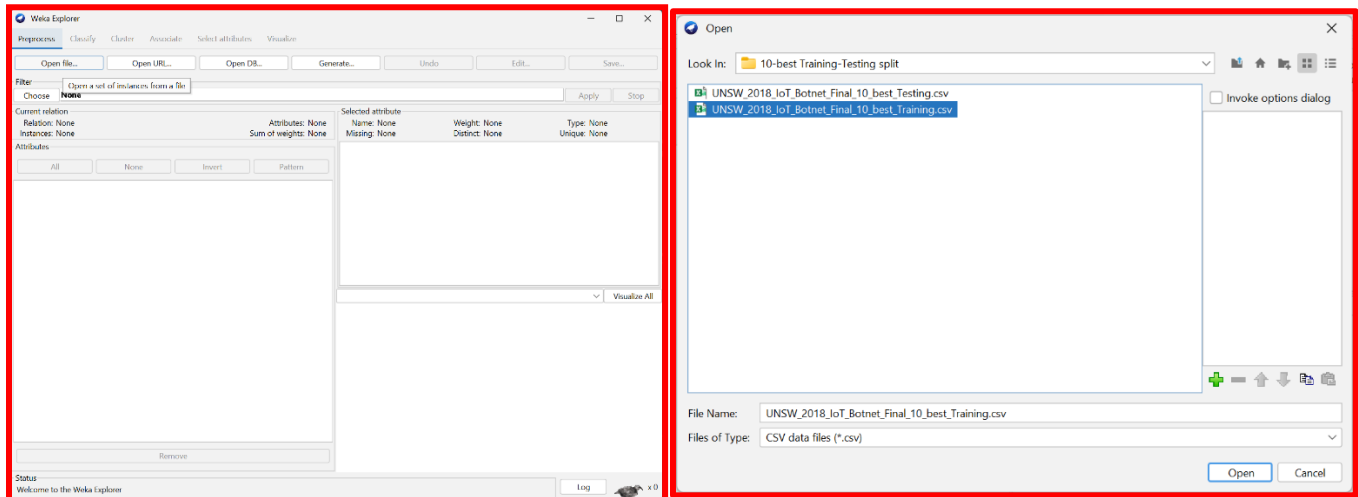 Weka Explorer
Preprocess Classify Cluster Associate Select attributes Visualize
Open file... Open URL... Open DB... Generate... Undo Edit... Save...
Filter
Open a set of instances from a file
Choose None Apply Stop
Current relation
Relation: None Attributes: None
Instances: None Sum of weights: None
Selected attribute
Name: None Weight: None Type: None
Missing: None Distinct: None Unique: None
Attributes
All None Invert Pattern
Visualize All
Remove
Status
Welcome to the Weka Explorer
Log x 0
Open
Look In: 10-best Training-Testing split
UNSW_2018_IoT_Botnet_Final_10_best_Testing.csv
UNSW_2018_IoT_Botnet_Final_10_best_Training.csv
Invoke options dialog
File Name: UNSW_2018_IoT_Botnet_Final_10_best_Training.csv
Files of Type: CSV data files (*.csv)
Open Cancel